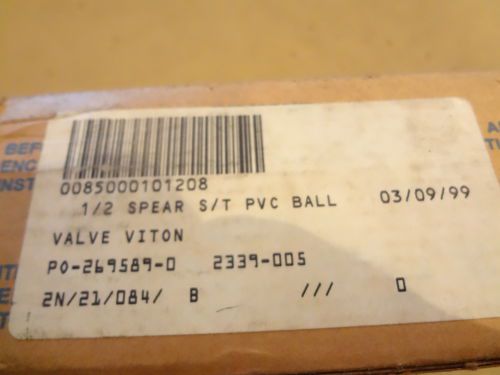 0085000101208
1/2 SPEAR S/T PVC BALL 03/09/99
VALVE VITON
PO-269589-0 2339-005
2N/21/084/ B /// 0